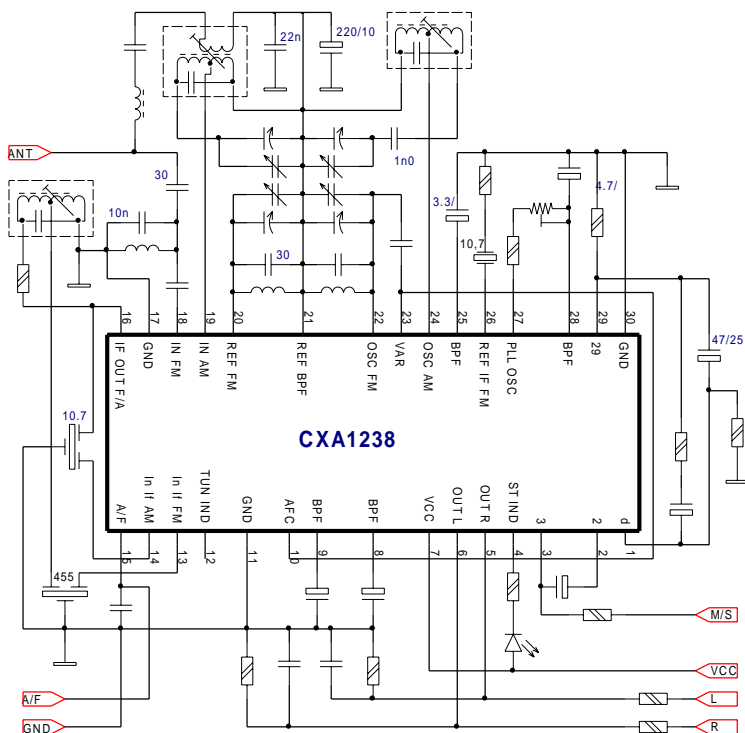 22n
220/10
ANT
30
10n
1n0
3.3/
10,7
4.7/
30
47/25
16
17
18
19
20
21
22
23
24
25
26
27
28
29
30
IF OUT F/A
GND
IN FM
IN AM
REF FM
REF BPF
OSC FM
VAR
OSC AM
BPF
REF IF FM
PLL OSC
BPF
29
GND
10.7
CXA1238
A/F
In If AM
In If FM
TUN IND
GND
AFC
BPF
BPF
VCC
OUT L
OUT R
ST IND
3
2
d
15
14
13
12
11
10
9
8
7
6
5
4
3
2
1
455
M/S
VCC
A/F
L
GND
R